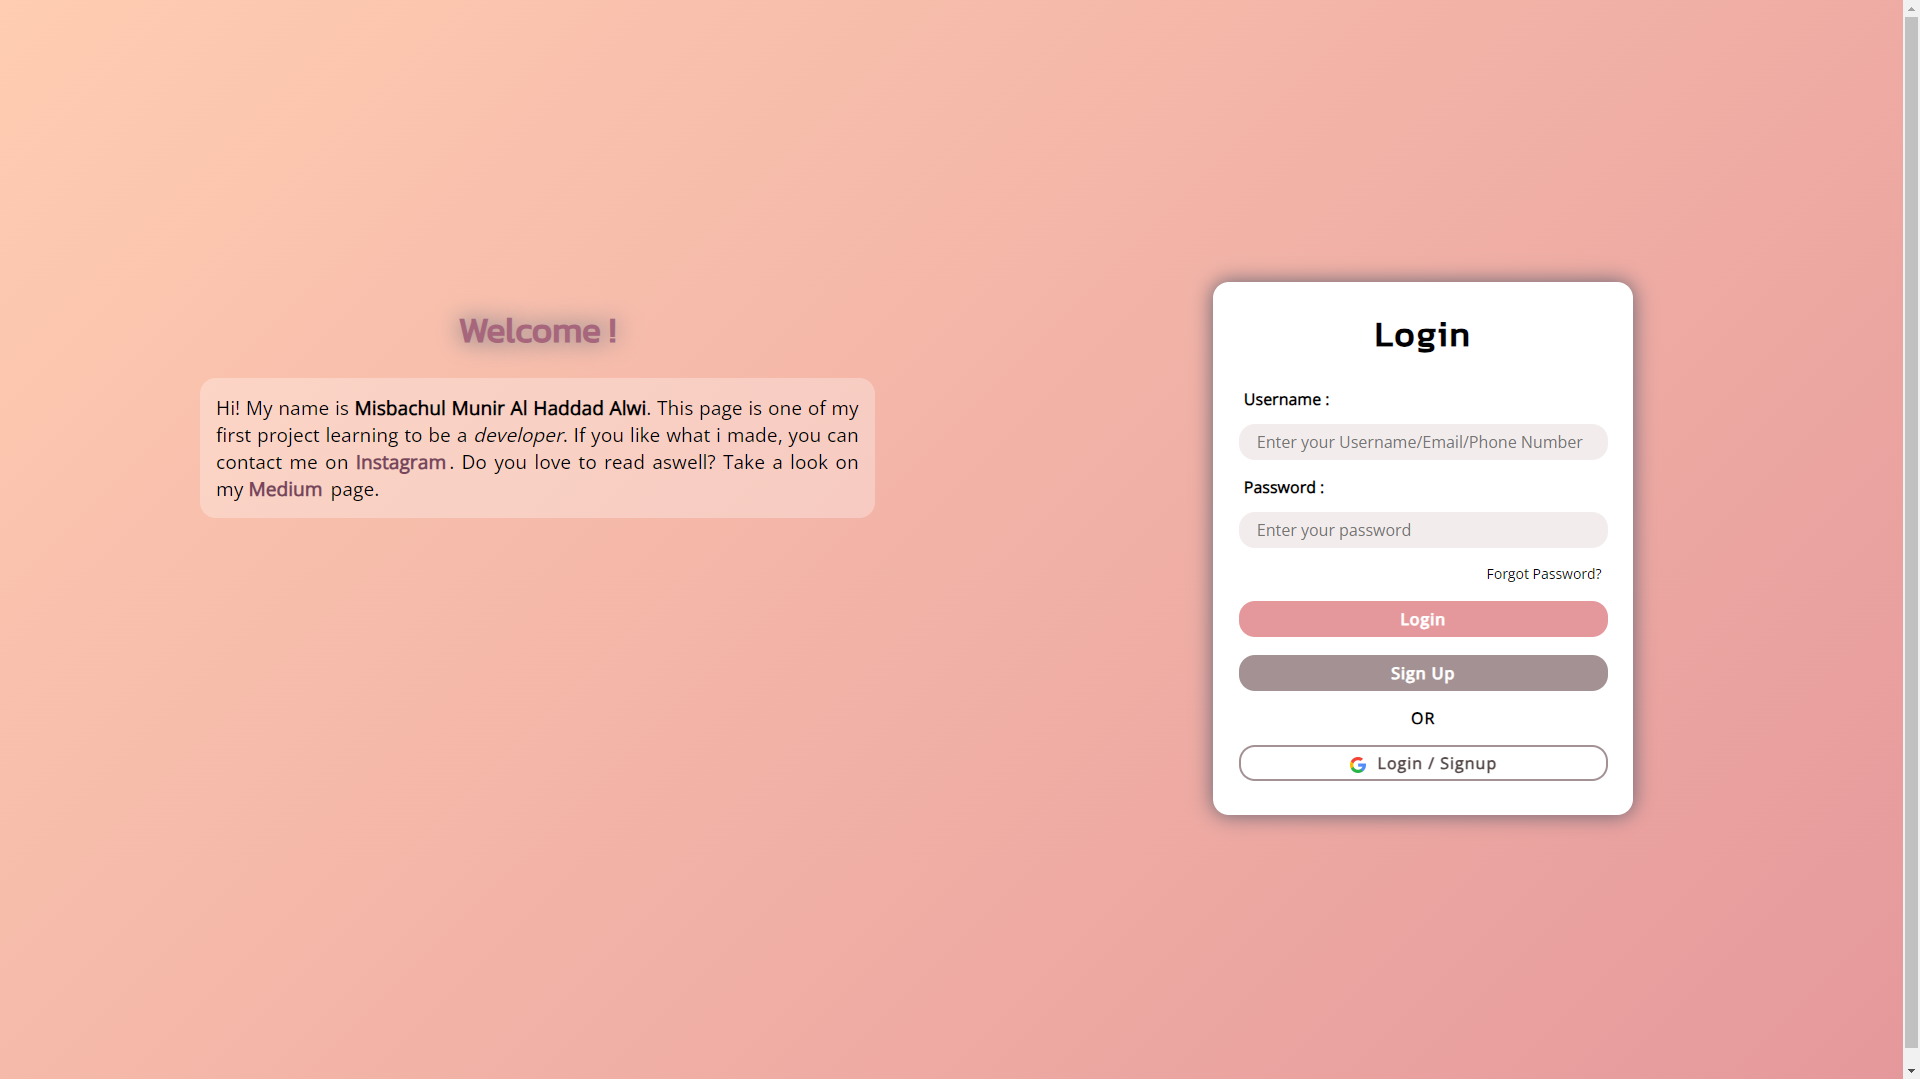 Welcome !
Hi! My name is Misbachul Munir Al Haddad Alwi. This page is one of my
first project learning to be a developer. If you like what i made, you can
contact me on Instagram . Do you love to read aswell? Take a look on
my Medium page.
Login
Username :
Enter your Username/Email/Phone Number
Password :
Enter your password
Forgot Password?
Login
Sign Up
OR
Login / Signup